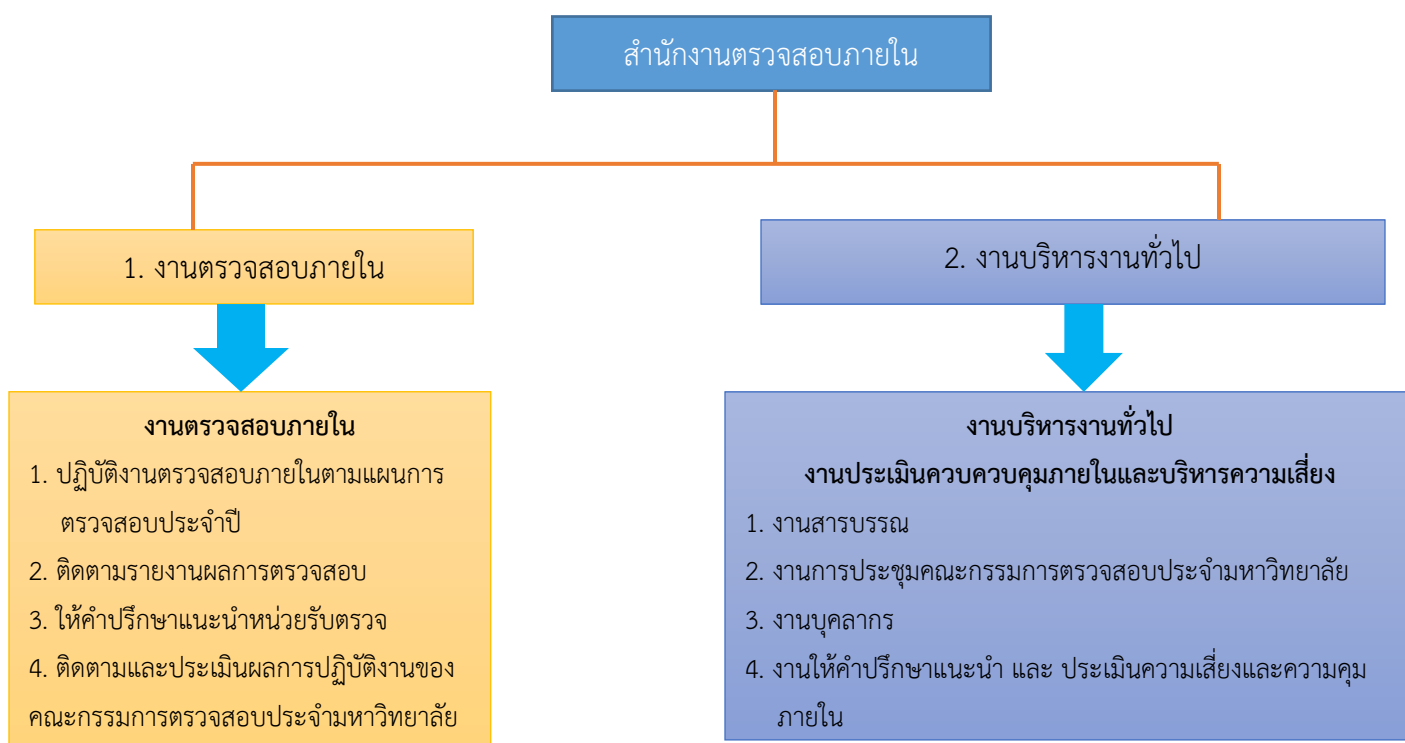 สำนักงานตรวจสอบภายใน
1. งานตรวจสอบภายใน
2. งานบริหารงานทั่วไป
งานตรวจสอบภายใน
1. ปฏิบัติงานตรวจสอบภายในตามแผนการ
ตรวจสอบประจำปี
2. ติดตามรายงานผลการตรวจสอบ
3. ให้คำปรึกษาแนะนำหน่วยรับตรวจ
4. ติดตามและประเมินผลการปฏิบัติงานของ
คณะกรรมการตรวจสอบประจำมหาวิทยาลัย
งานบริหารงานทั่วไป
งานประเมินควบควบคุมภายในและบริหารความเสี่ยง
1. งานสารบรรณ
2. งานการประชุมคณะกรรมการตรวจสอบประจำมหาวิทยาลัย
3. งานบุคลากร
4. งานให้คำปรึกษาแนะนำ และ ประเมินความเสี่ยงและความคุม
ภายใน